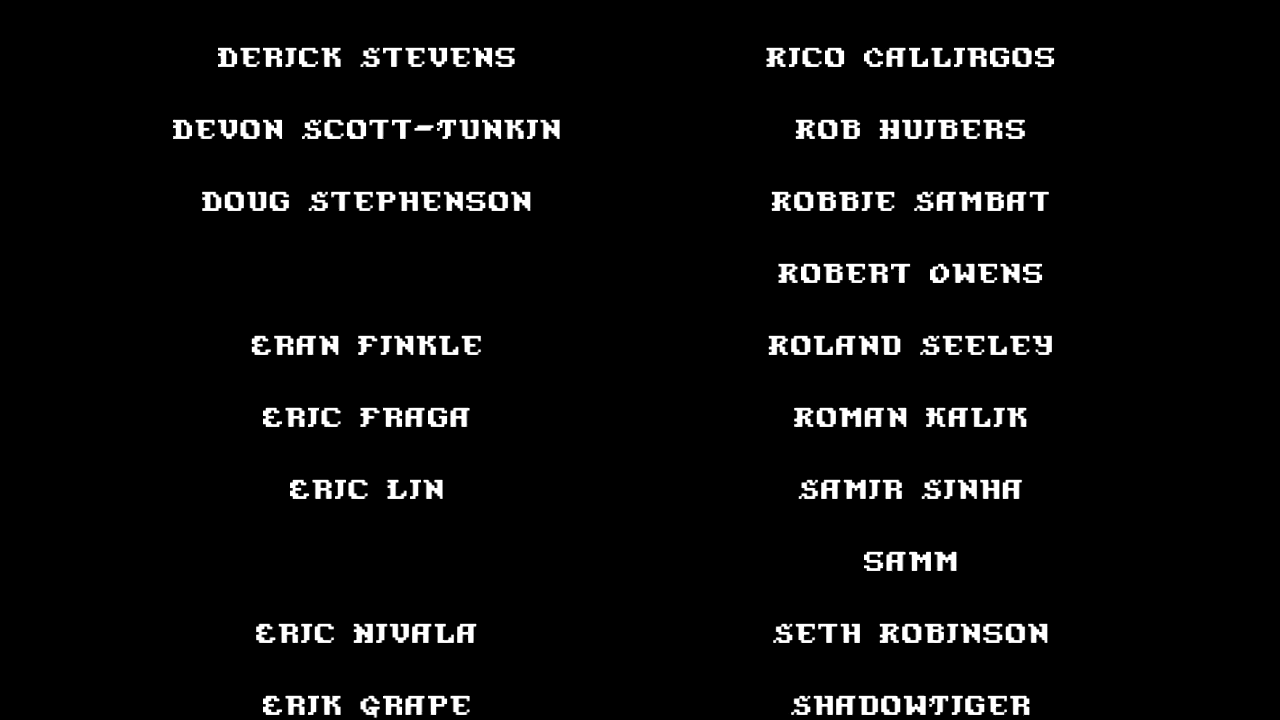 DERICK STEVENS
DEVON SCOTT-TUNKIN
DOUG STEPHENSON
ERAN FINKLE
ERIC FRAGA
ERIC LIN
ERIC NIVALA
ERIK GRAPE
RICO CALLIRGOS
ROB HUIBERS
ROBBIE SAMBAT
ROBERT OWENS
ROLAND SEELEY
ROMAN KALIK
SAMIR SINHA
SAMM
SETH ROBINSON
SHADOWTIGER